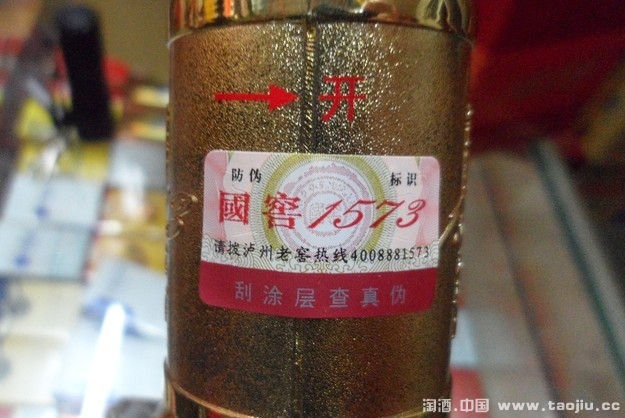 开
防伪 标识
國窖1573
请拨泸州老窖热线4008881573
刮涂层查真伪
淘酒.中国 www.taojiu.cc